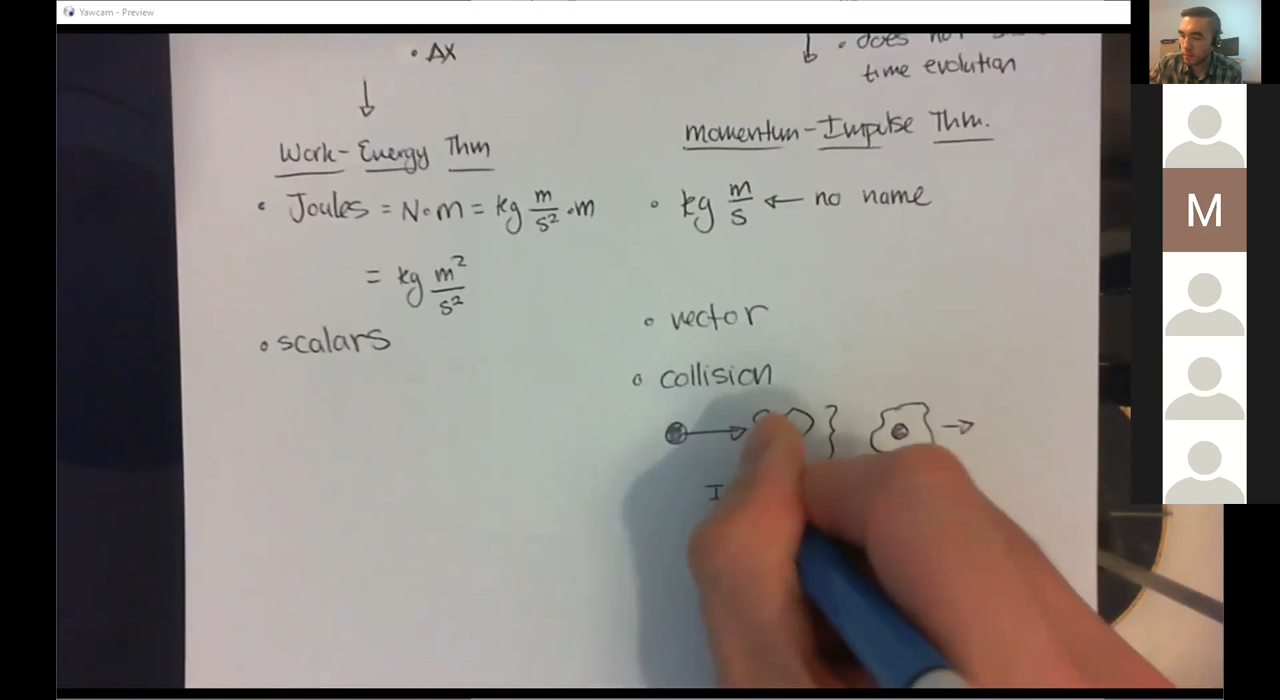 Yawcam - Preview
• ΔX
↓ • does
time evolution
↓
Work-Energy Thm
• Joules = N•m = kg m/s² •m
= kg m²/s²
• scalars
Momentum-Impulse Thm.
• kg m/s ← no name
• vector
• collision
I
M